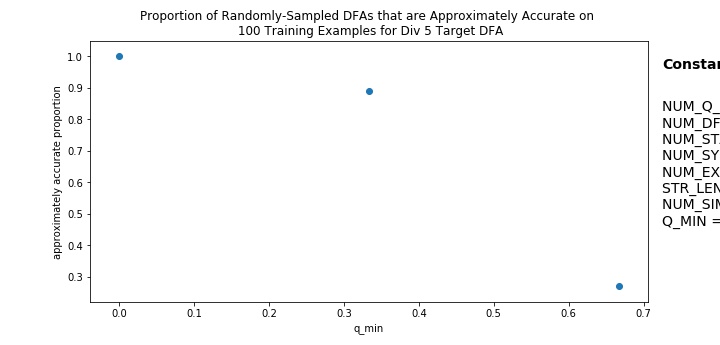 Proportion of Randomly-Sampled DFAs that are Approximately Accurate on
100 Training Examples for Div 5 Target DFA
1.0
0.9
0.8
0.7
0.6
0.5
0.4
0.3
approximately accurate proportion
0.0 0.1 0.2 0.3 0.4 0.5 0.6 0.7
q_min
Constan
NUM_Q_
NUM_DF
NUM_ST
NUM_SY
NUM_EX
STR_LEN
NUM_SIM
Q_MIN =